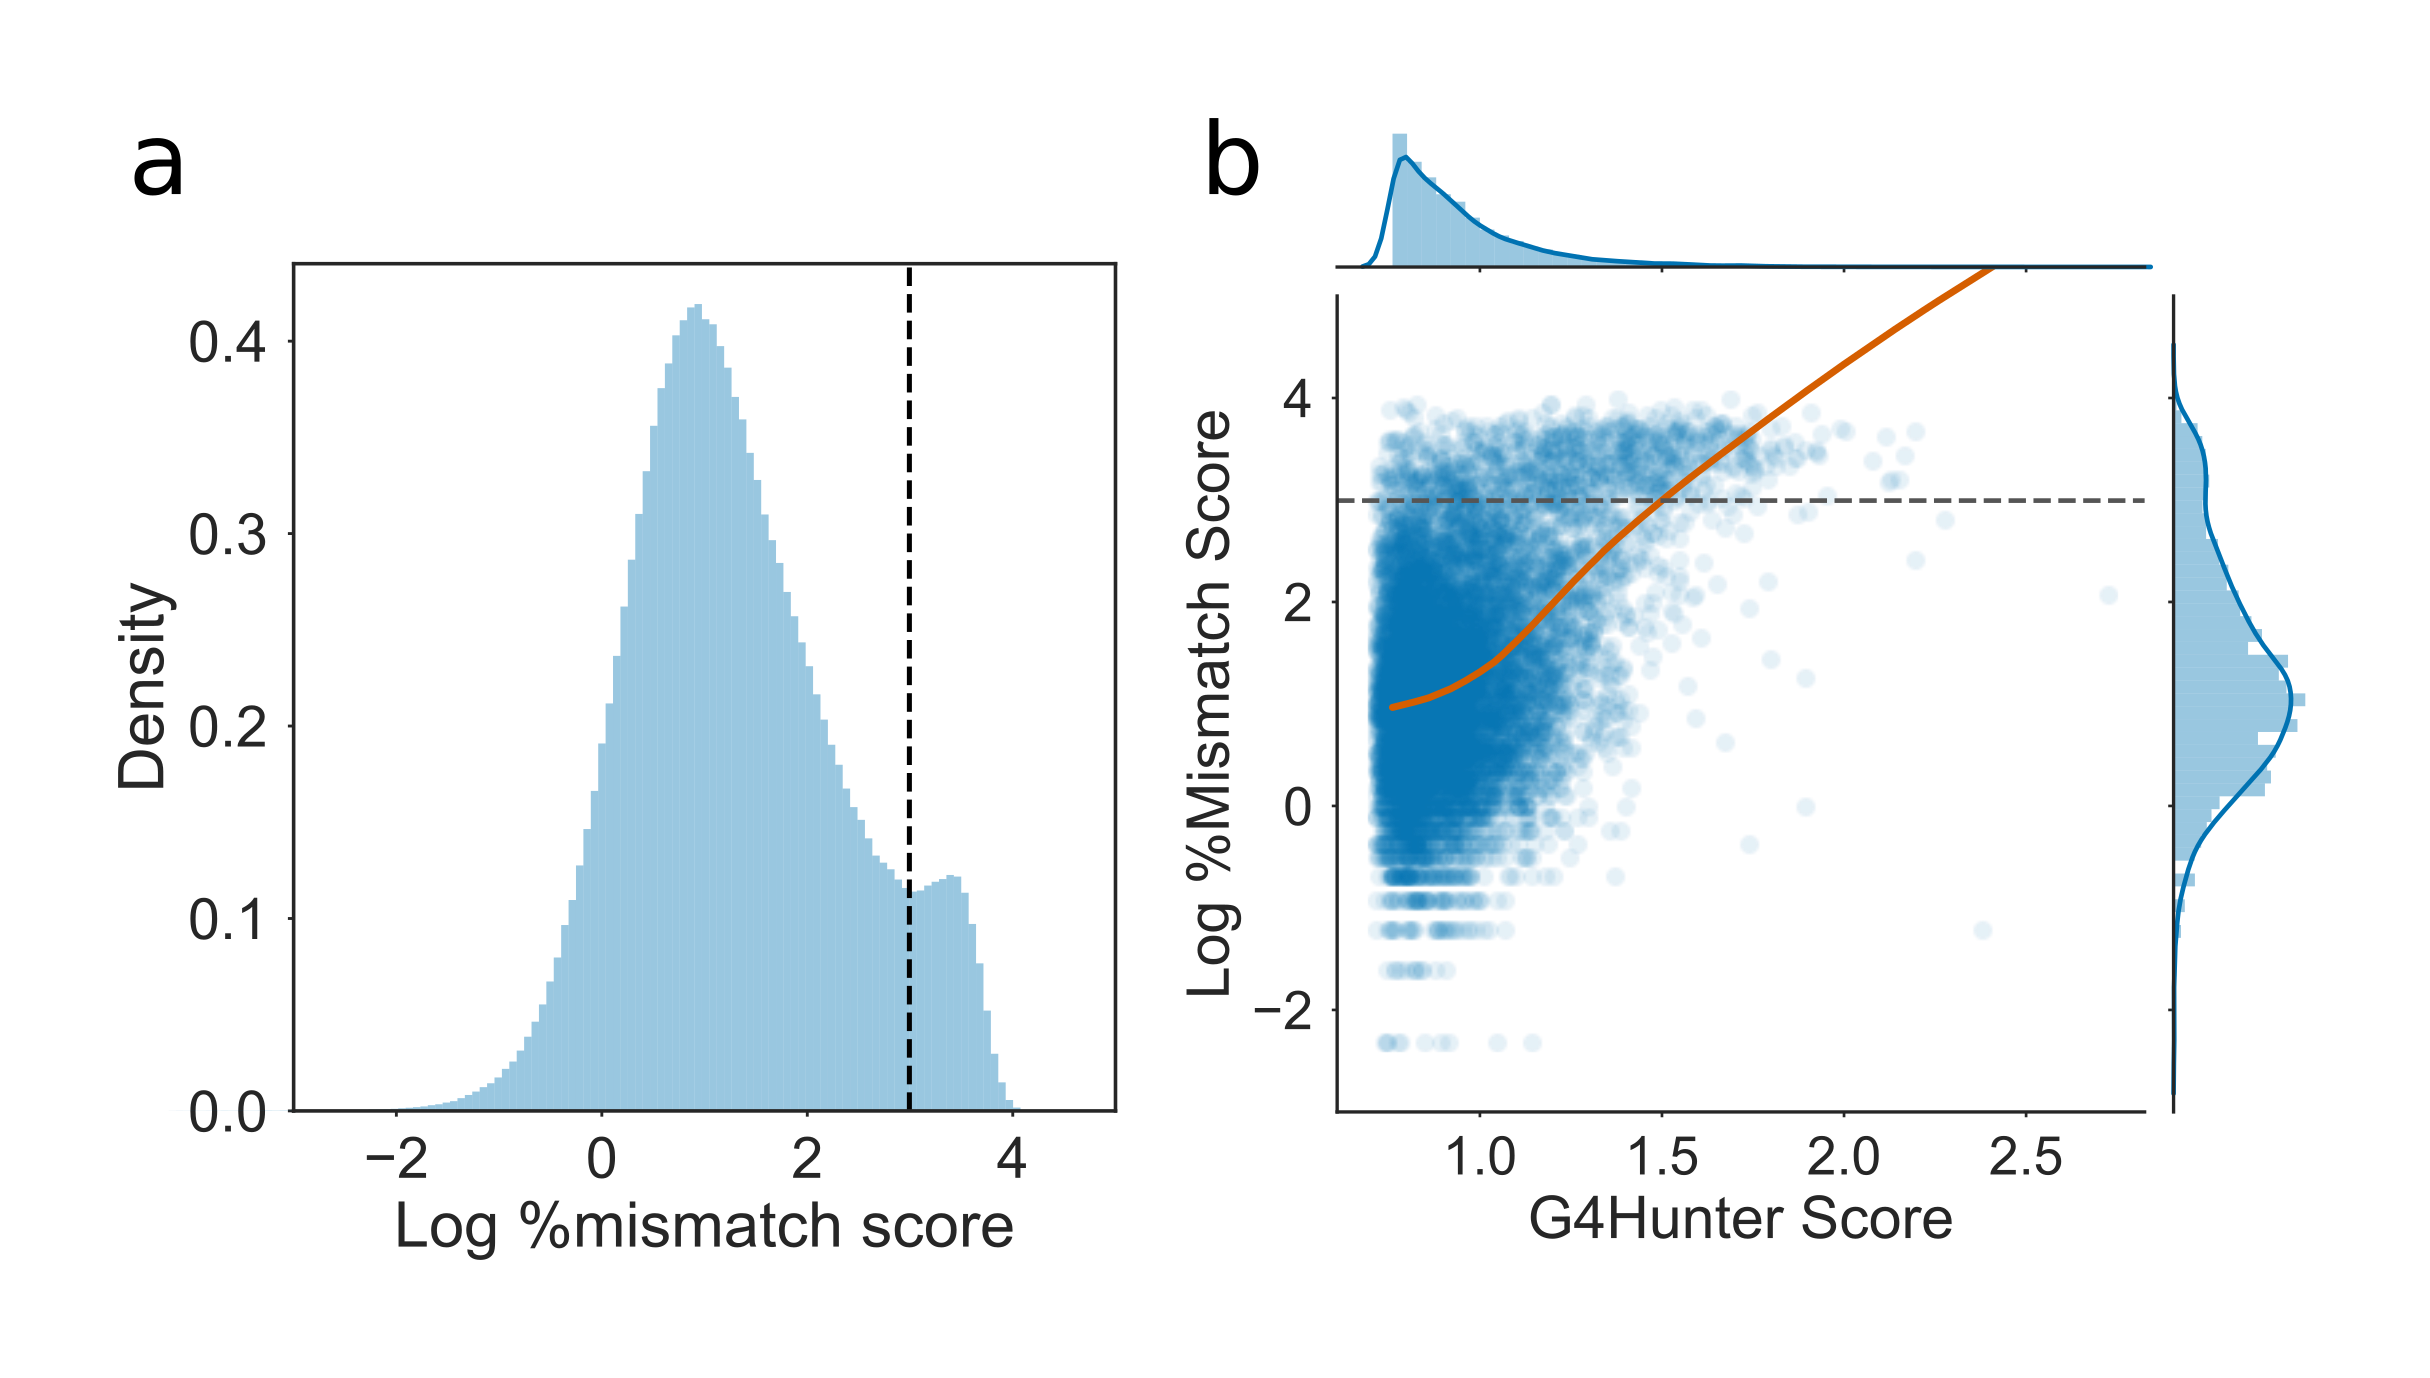 a
b
0.4
0.3
0.2
0.1
0.0
Density
−2 0 2 4
Log %mismatch score
4
2
0
−2
Log %Mismatch Score
1.0 1.5 2.0 2.5
G4Hunter Score